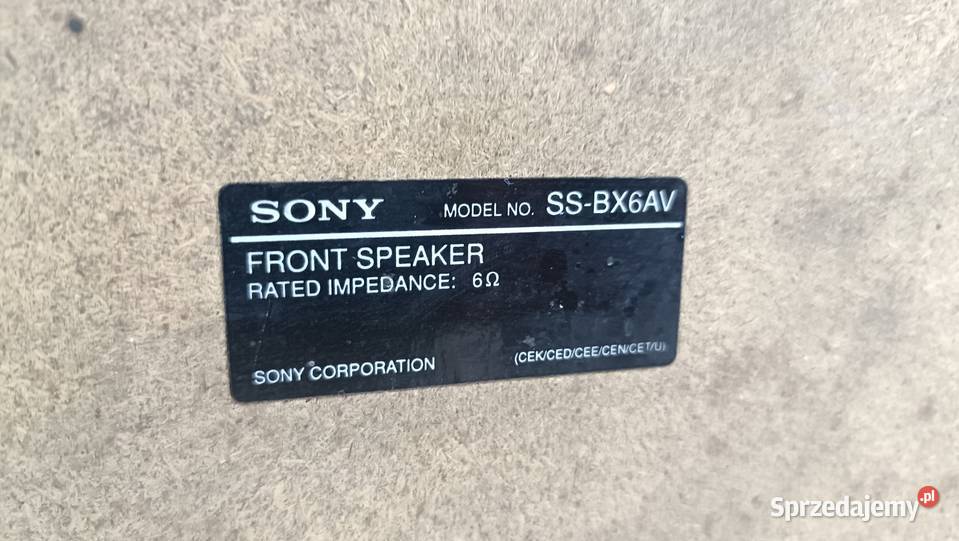 SONY MODEL NO. SS-BX6AV
FRONT SPEAKER
RATED IMPEDANCE: 6Ω
SONY CORPORATION (CEK/CED/CEE/CEN/CET/U)
Sprzedajemy.pl